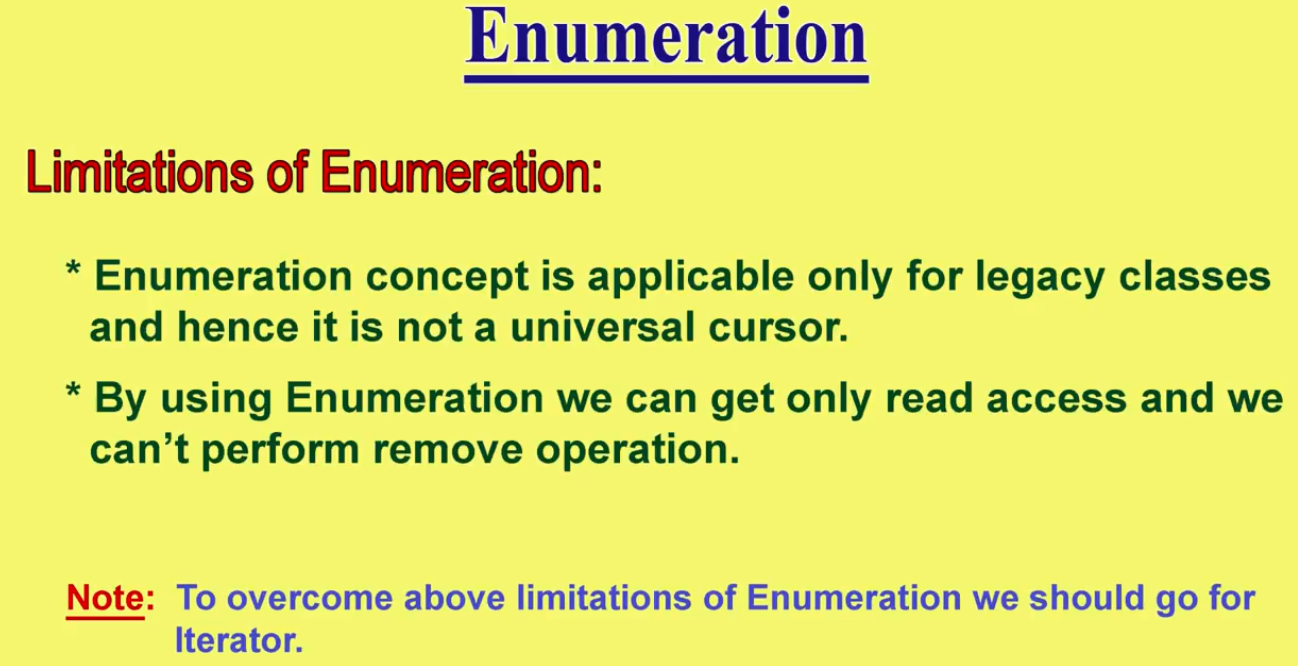 Enumeration
Limitations of Enumeration:
* Enumeration concept is applicable only for legacy classes
and hence it is not a universal cursor.
* By using Enumeration we can get only read access and we
can’t perform remove operation.
Note: To overcome above limitations of Enumeration we should go for
Iterator.